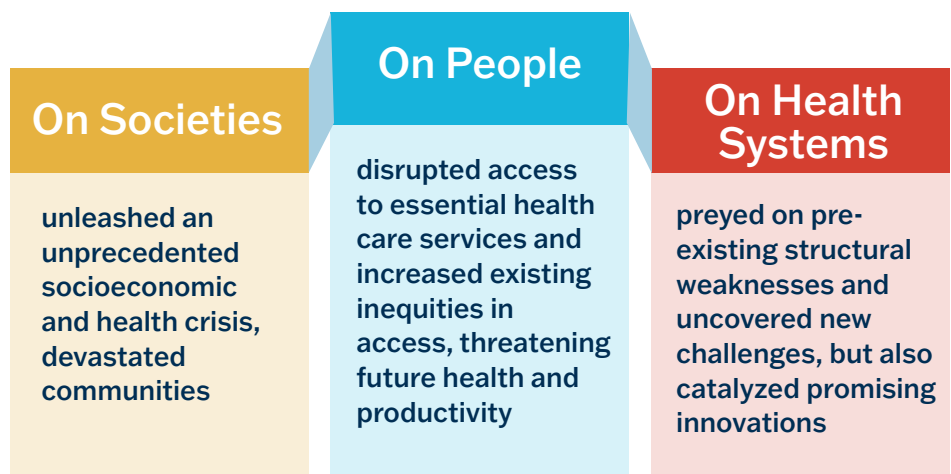 On Societies
unleashed an
unprecedented
socioeconomic
and health crisis,
devastated
communities
On People
disrupted access
to essential health
care services and
increased existing
inequities in
access, threatening
future health and
productivity
On Health
Systems
preyed on pre-
existing structural
weaknesses and
uncovered new
challenges, but also
catalyzed promising
innovations